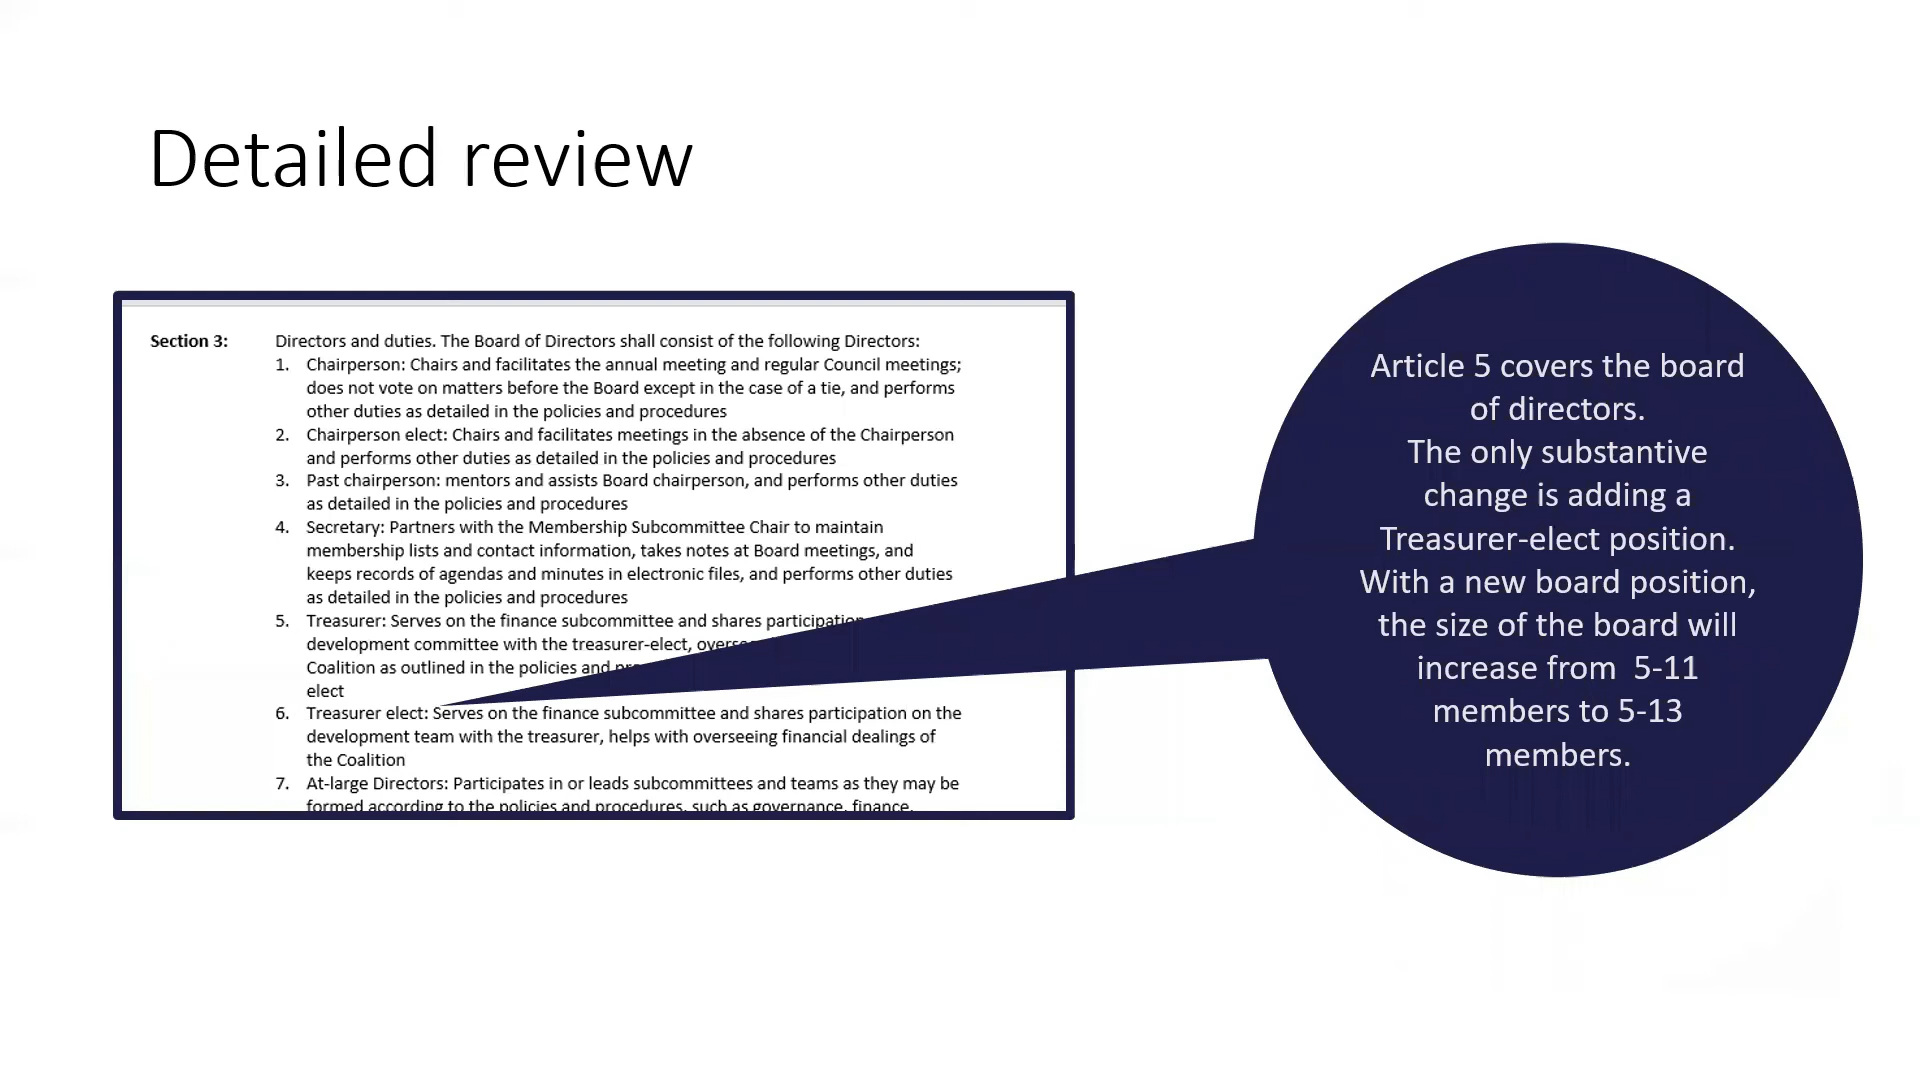 Detailed review
Section 3: Directors and duties. The Board of Directors shall consist of the following Directors:
1. Chairperson: Chairs and facilitates the annual meeting and regular Council meetings;
does not vote on matters before the Board except in the case of a tie, and performs
other duties as detailed in the policies and procedures
2. Chairperson elect: Chairs and facilitates meetings in the absence of the Chairperson
and performs other duties as detailed in the policies and procedures
3. Past chairperson: mentors and assists Board chairperson, and performs other duties
as detailed in the policies and procedures
4. Secretary: Partners with the Membership Subcommittee Chair to maintain
membership lists and contact information, takes notes at Board meetings, and
keeps records of agendas and minutes in electronic files, and performs other duties
as detailed in the policies and procedures
5. Treasurer: Serves on the finance subcommittee and shares participation
development committee with the treasurer-elect,
Coalition as outlined in the policies and
elect
6. Treasurer elect: Serves on the finance subcommittee and shares participation on the
development team with the treasurer, helps with overseeing financial dealings of
the Coalition
7. At-large Directors: Participates in or leads subcommittees and teams as they may be
formed according to the policies and procedures, such as governance, finance,
Article 5 covers the board
of directors.
The only substantive
change is adding a
Treasurer-elect position.
With a new board position,
the size of the board will
increase from 5-11
members to 5-13
members.